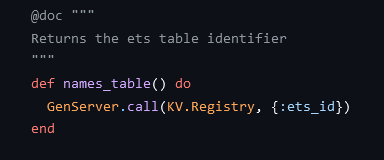 @doc """
Returns the ets table identifier
"""
def names_table() do
GenServer.call(KV.Registry, {:ets_id})
end